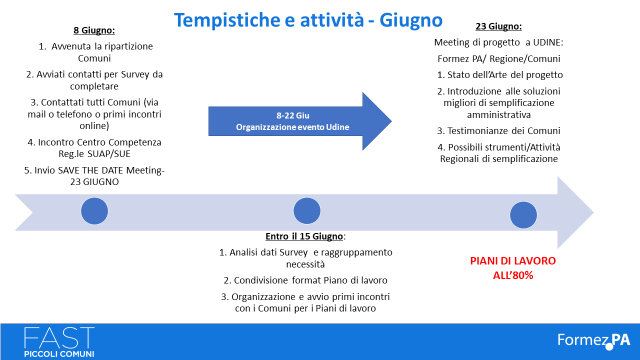 Tempistiche e attività - Giugno
8 Giugno:
1. Avvenuta la ripartizione
Comuni
2. Avviati contatti per Survey da
completare
3. Contattati tutti Comuni (via
mail o telefono o primi incontri
online)
4. Incontro Centro Competenza
Reg.le SUAP/SUE
5. Invio SAVE THE DATE Meeting-
23 GIUGNO
8-22 Giu
Organizzazione evento Udine
23 Giugno:
Meeting di progetto a UDINE:
Formez PA/ Regione/Comuni
1. Stato dell’Arte del progetto
2. Introduzione alle soluzioni
migliori di semplificazione
amministrativa
3. Testimonianze dei Comuni
4. Possibili strumenti/Attività
Regionali di semplificazione
Entro il 15 Giugno:
1. Analisi dati Survey e raggruppamento
necessità
2. Condivisione format Piano di lavoro
3. Organizzazione e avvio primi incontri
con i Comuni per i Piani di lavoro
PIANI DI LAVORO
ALL’80%
FAST
PICCOLI COMUNI
Formez PA